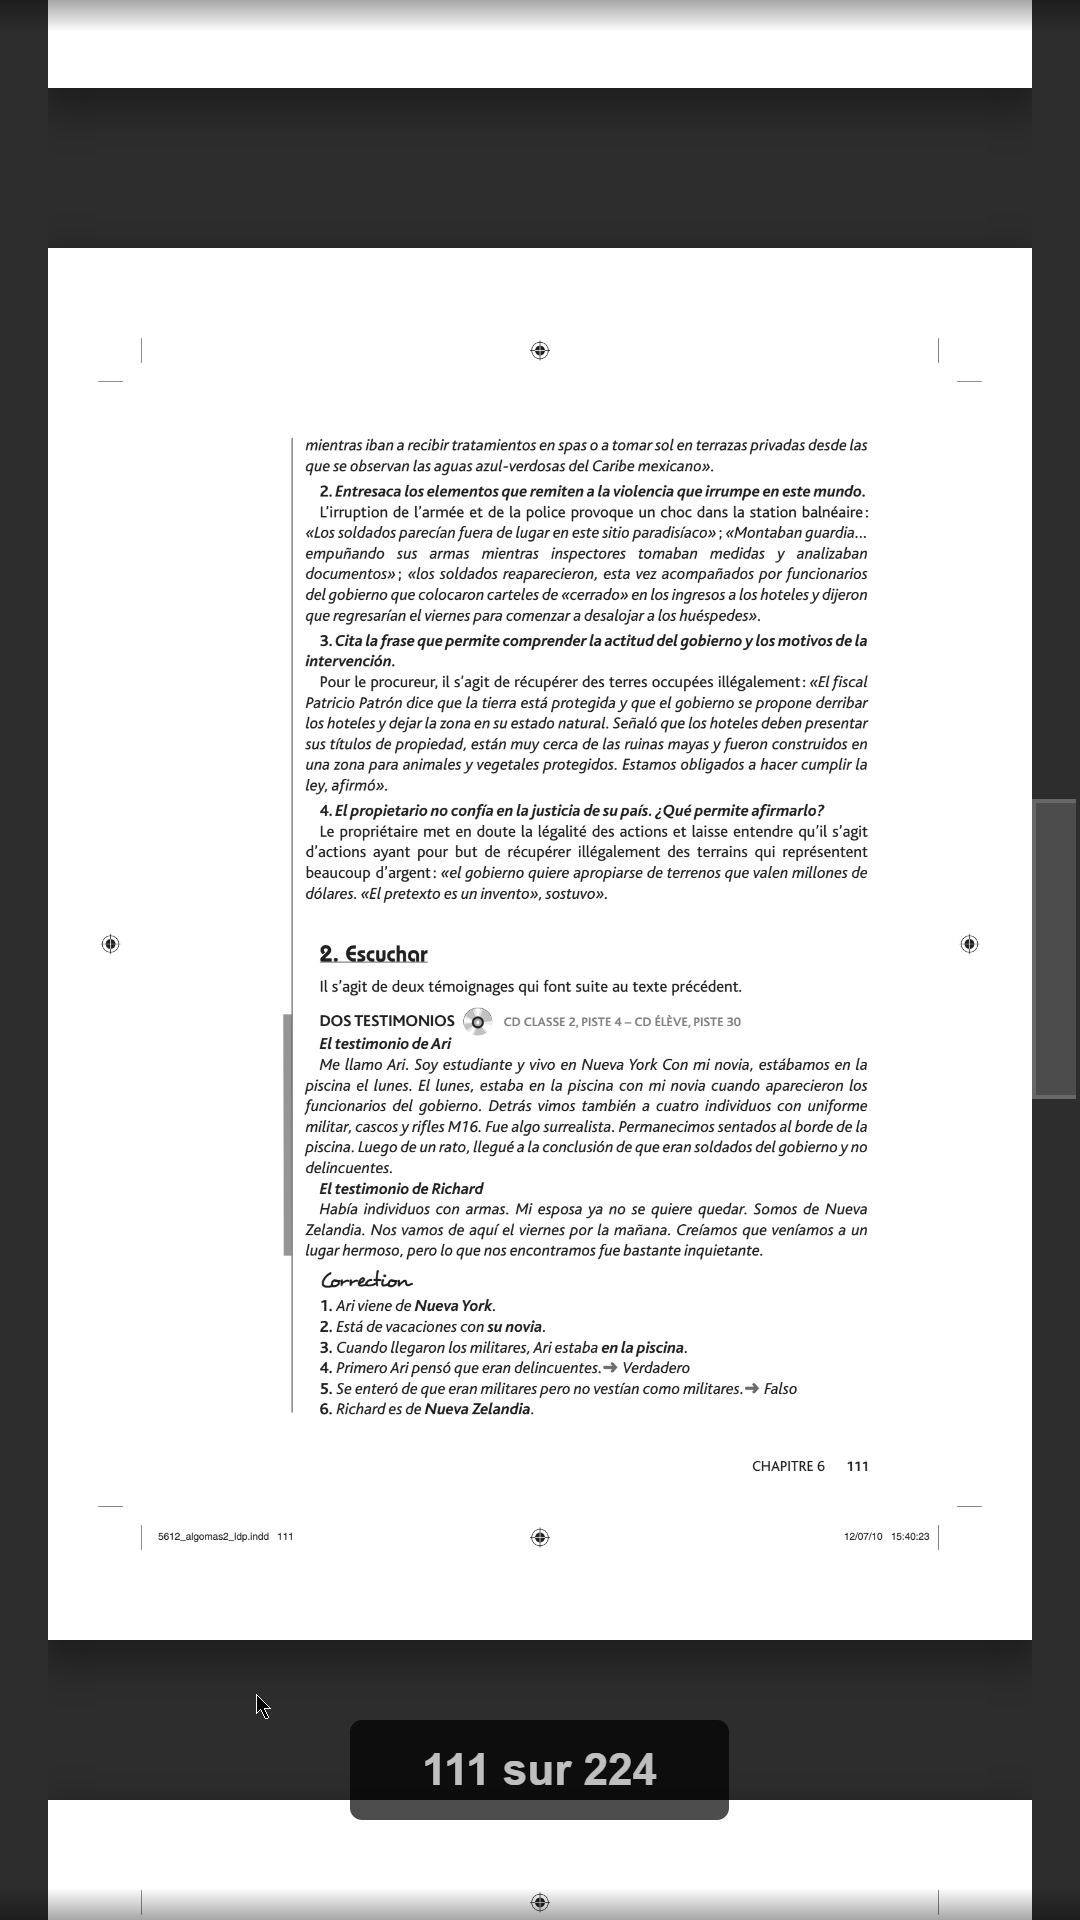 mientras iban a recibir tratamientos en spas o a tomar sol en terrazas privadas desde las
que se observan las aguas azul-verdosas del Caribe mexicano».
2. Entresaca los elementos que remiten a la violencia que irrumpe en este mundo.
L'irruption de l'armée et de la police provoque un choc dans la station balnéaire :
«Los soldados parecían fuera de lugar en este sitio paradisíaco» ; «Montaban guardia...
empuñando sus armas mientras inspectores tomaban medidas y analizaban
documentos» ; «los soldados reaparecieron, esta vez acompañados por funcionarios
del gobierno que colocaron carteles de «cerrado» en los ingresos a los hoteles y dijeron
que regresarían el viernes para comenzar a desalojar a los huéspedes».
3. Cita la frase que permite comprender la actitud del gobierno y los motivos de la
intervención.
Pour le procureur, il s'agit de récupérer des terres occupées illégalement : «El fiscal
Patricio Patrón dice que la tierra está protegida y que el gobierno se propone derribar
los hoteles y dejar la zona en su estado natural. Señaló que los hoteles deben presentar
sus títulos de propiedad, están muy cerca de las ruinas mayas y fueron construidos en
una zona para animales y vegetales protegidos. Estamos obligados a hacer cumplir la
ley, afirmó».
4. El propietario no confía en la justicia de su país. ¿Qué permite afirmarlo?
Le propriétaire met en doute la légalité des actions et laisse entendre qu'il s'agit
d'actions ayant pour but de récupérer illégalement des terrains qui représentent
beaucoup d'argent : «el gobierno quiere apropiarse de terrenos que valen millones de
dólares. «El pretexto es un invento», sostuvo».
2. Escuchar
Il s'agit de deux témoignages qui font suite au texte précédent.
DOS TESTIMONIOS CD CLASSE 2, PISTE 4 – CD ÉLÈVE, PISTE 30
El testimonio de Ari
Me llamo Ari. Soy estudiante y vivo en Nueva York Con mi novia, estábamos en la
piscina el lunes. El lunes, estaba en la piscina con mi novia cuando aparecieron los
funcionarios del gobierno. Detrás vimos también a cuatro individuos con uniforme
militar, cascos y rifles M16. Fue algo surrealista. Permanecimos sentados al borde de la
piscina. Luego de un rato, llegué a la conclusión de que eran soldados del gobierno y no
delincuentes.
El testimonio de Richard
Había individuos con armas. Mi esposa ya no se quiere quedar. Somos de Nueva
Zelandia. Nos vamos de aquí el viernes por la mañana. Creíamos que veníamos a un
lugar hermoso, pero lo que nos encontramos fue bastante inquietante.
Correction
1. Ari viene de Nueva York.
2. Está de vacaciones con su novia.
3. Cuando llegaron los militares, Ari estaba en la piscina.
4. Primero Ari pensó que eran delincuentes.➜ Verdadero
5. Se enteró de que eran militares pero no vestían como militares.➜ Falso
6. Richard es de Nueva Zelandia.
CHAPITRE 6 111
5612_algomas2_ldp.indd 111 12/07/10 15:40:23
111 sur 224